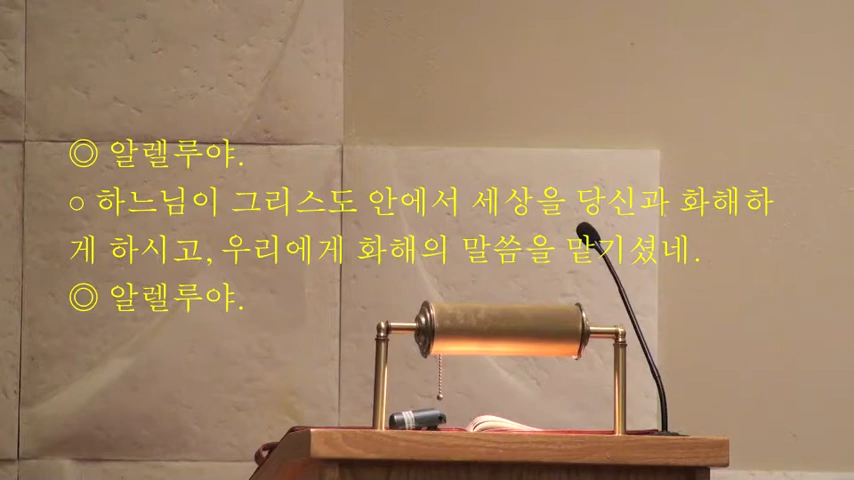 ◎ 알렐루야.
○ 하느님이 그리스도 안에서 세상을 당신과 화해하
게 하시고, 우리에게 화해의 말씀을 맡기셨네.
◎ 알렐루야.